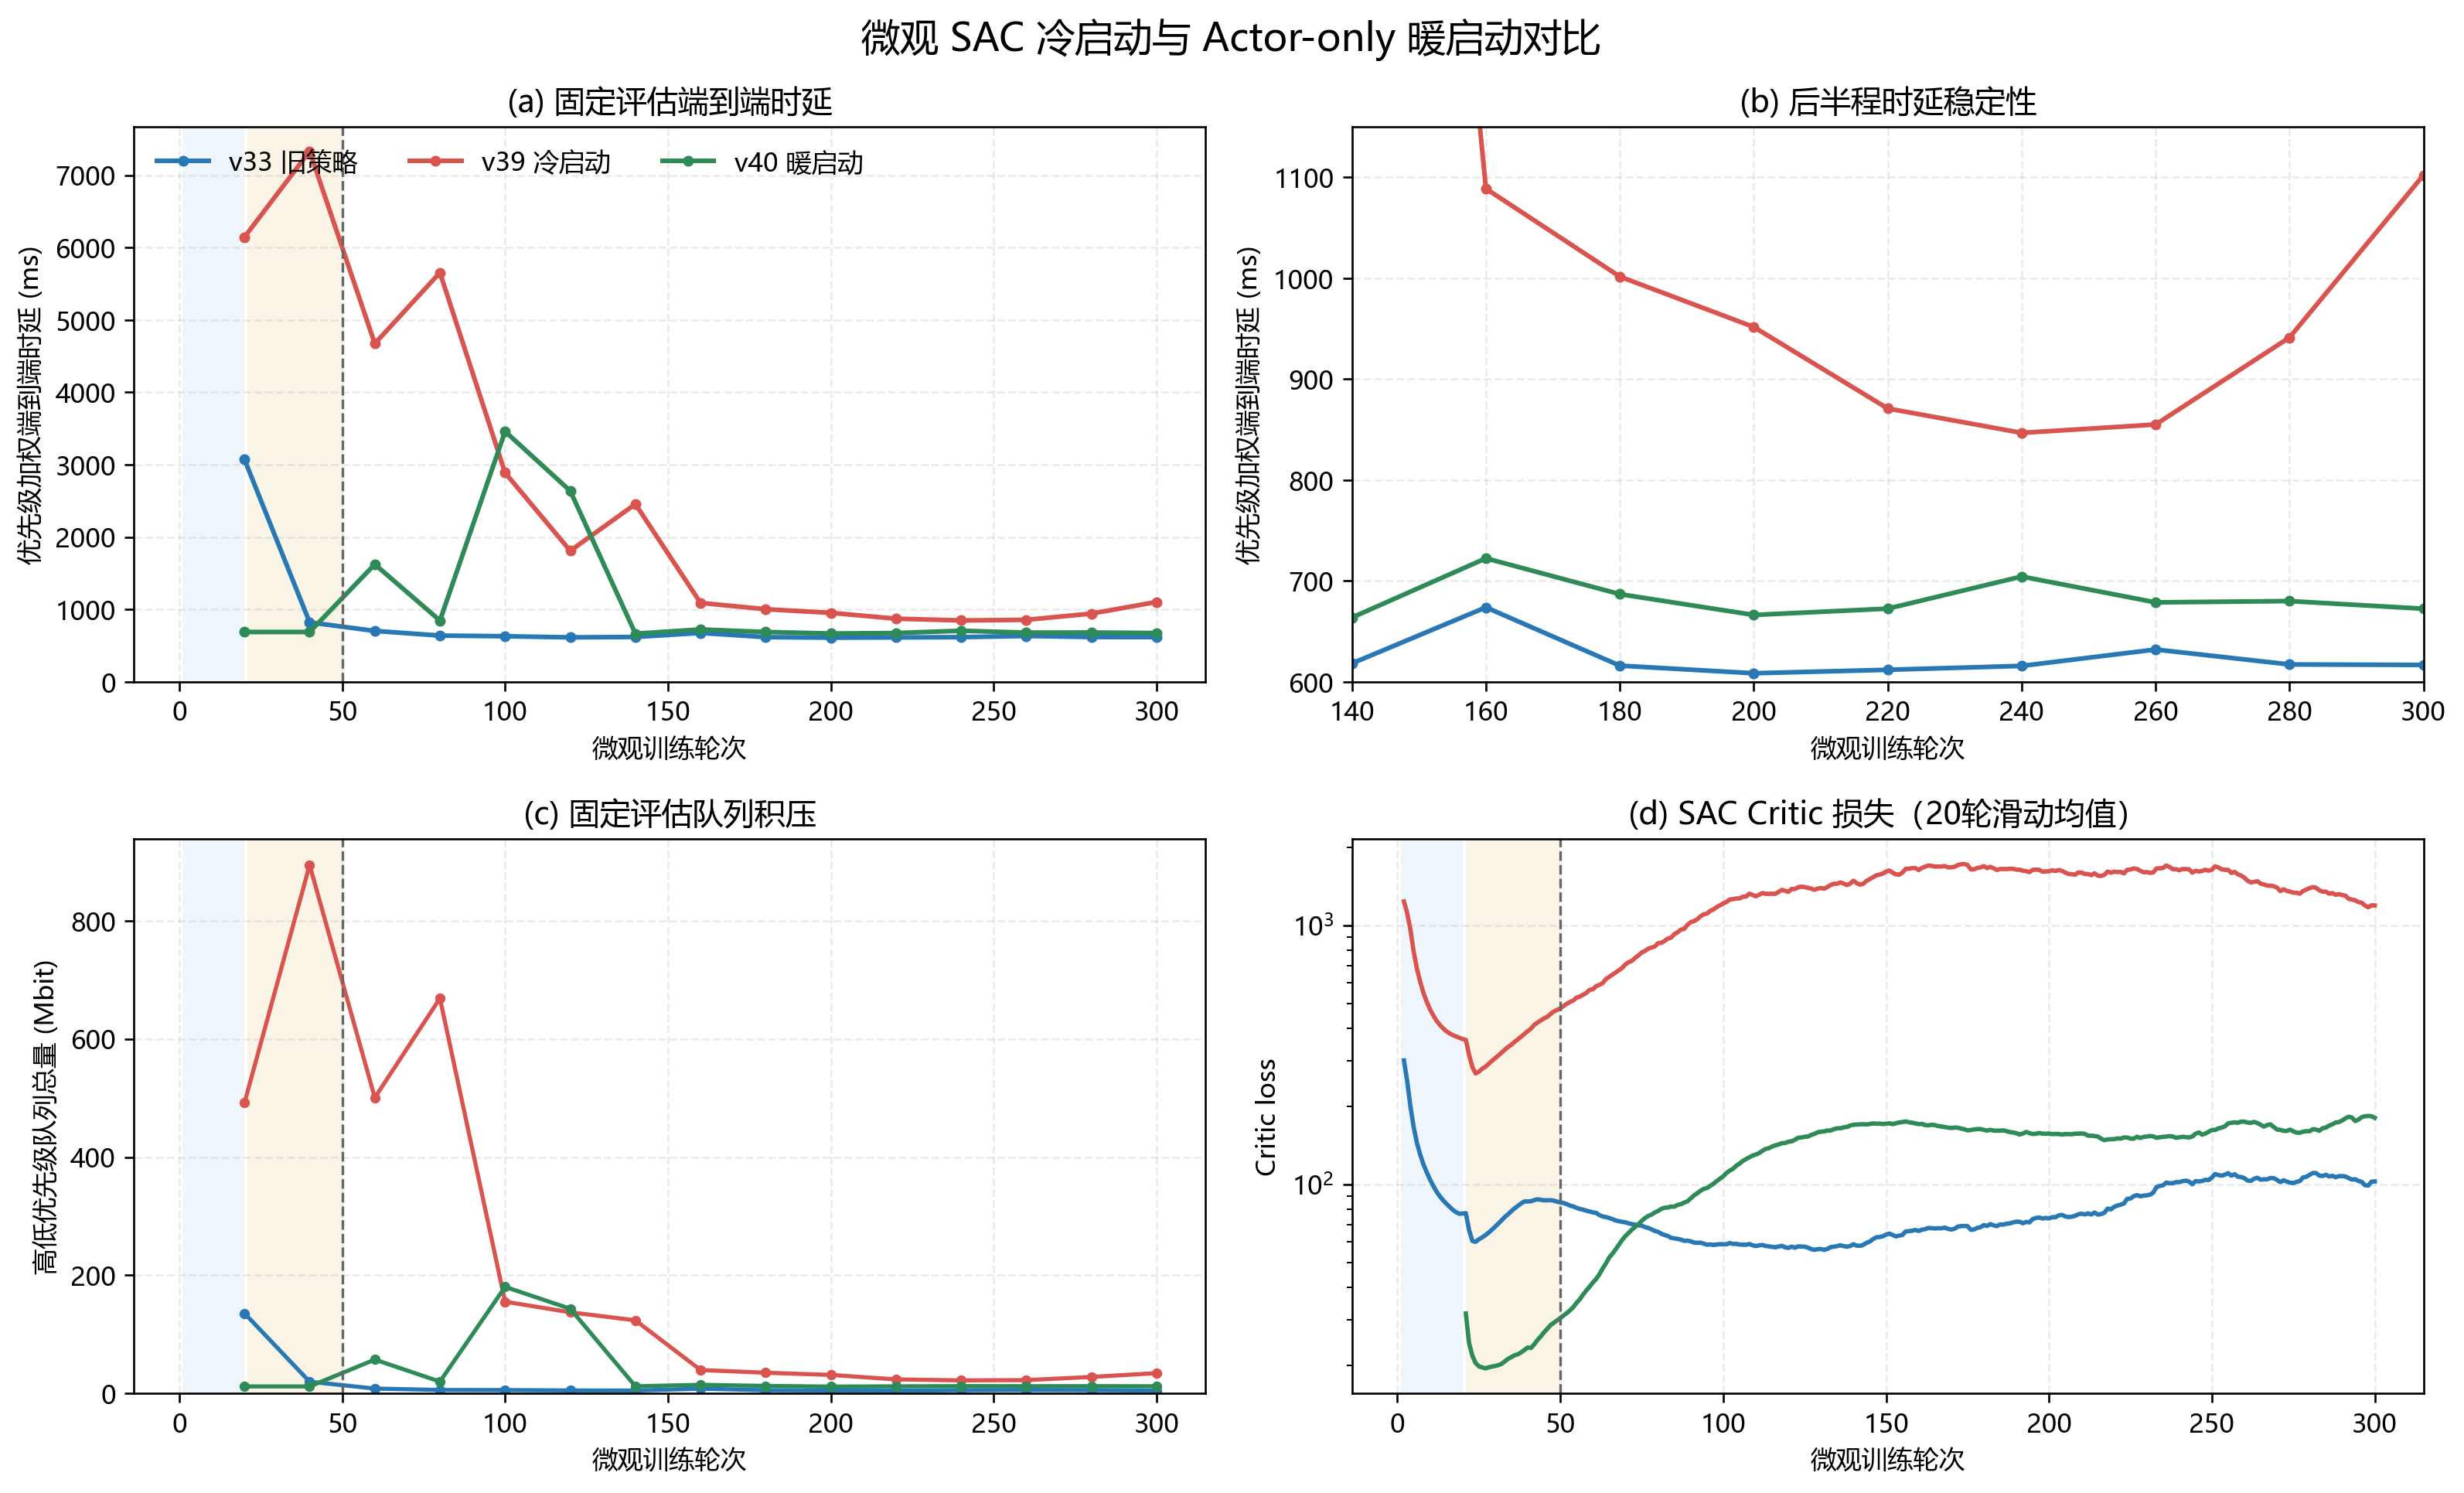 微观 SAC 冷启动与 Actor-only 暖启动对比
(a) 固定评估端到端时延
v33 旧策略
v39 冷启动
v40 暖启动
优先级加权端到端时延 (ms)
7000
6000
5000
4000
3000
2000
1000
0
0 50 100 150 200 250 300
微观训练轮次
(b) 后半程时延稳定性
优先级加权端到端时延 (ms)
1100
1000
900
800
700
600
140 160 180 200 220 240 260 280 300
微观训练轮次
(c) 固定评估队列积压
高低优先级队列总量 (Mbit)
800
600
400
200
0
0 50 100 150 200 250 300
微观训练轮次
(d) SAC Critic 损失（20轮滑动均值）
Critic loss
10³
10²
0 50 100 150 200 250 300
微观训练轮次